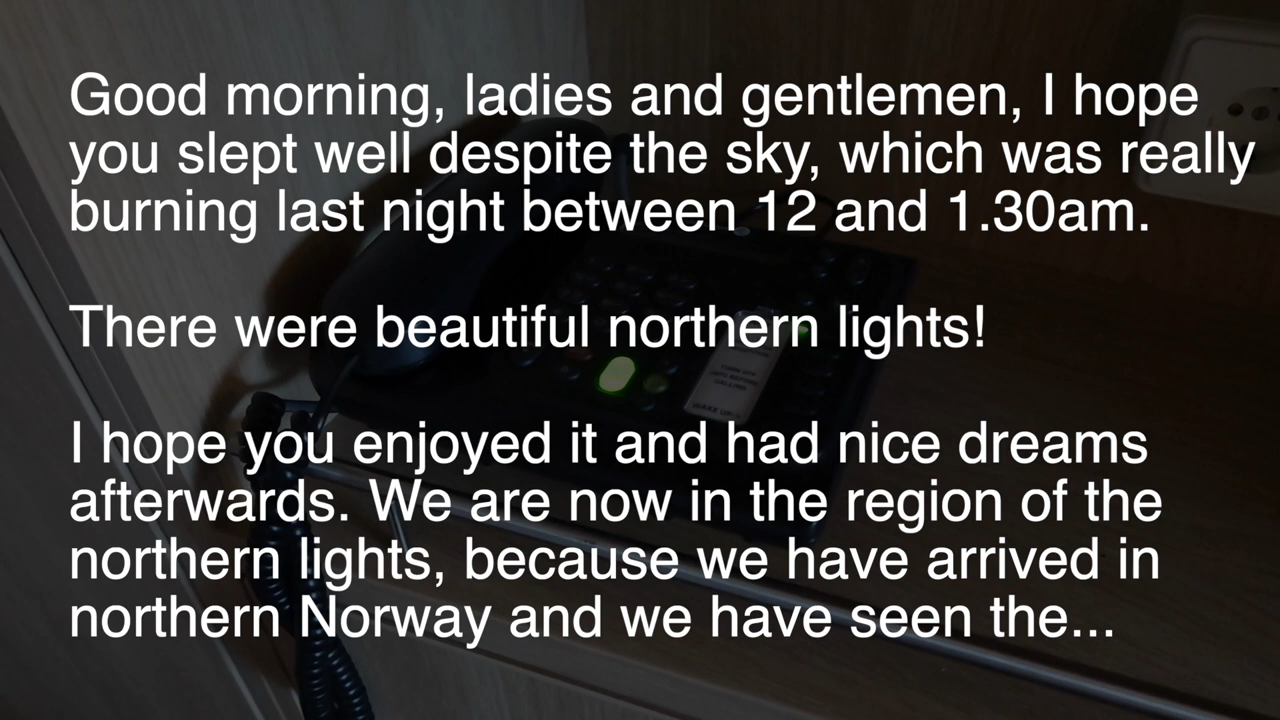 Good morning, ladies and gentlemen, I hope
you slept well despite the sky, which was really
burning last night between 12 and 1.30am.
There were beautiful northern lights!
I hope you enjoyed it and had nice dreams
afterwards. We are now in the region of the
northern lights, because we have arrived in
northern Norway and we have seen the...